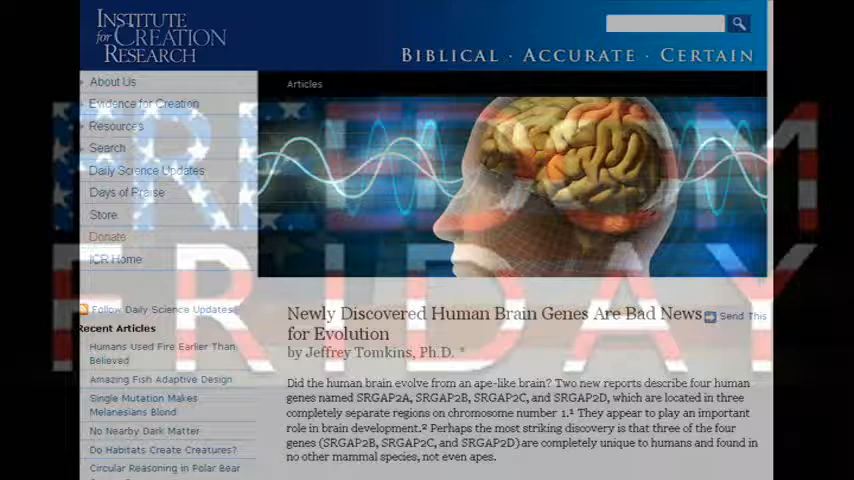 INSTITUTE
for CREATION
RESEARCH
BIBLICAL · ACCURATE · CERTAIN
About Us
Evidence for Creation
Resources
Search
Daily Science Updates
Days of Praise
Store
Donate
ICR Home
Articles
FREEDOM
FRIDAY
Follow Daily Science Updates
Recent Articles
Humans Used Fire Earlier Than
Believed
Amazing Fish Adaptive Design
Single Mutation Makes
Melanesians Blond
No Nearby Dark Matter
Do Habitats Create Creatures?
Circular Reasoning in Polar Bear
Newly Discovered Human Brain Genes Are Bad News
for Evolution
Send This
by Jeffrey Tomkins, Ph.D. *
Did the human brain evolve from an ape-like brain? Two new reports describe four human
genes named SRGAP2A, SRGAP2B, SRGAP2C, and SRGAP2D, which are located in three
completely separate regions on chromosome number 1.¹ They appear to play an important
role in brain development.² Perhaps the most striking discovery is that three of the four
genes (SRGAP2B, SRGAP2C, and SRGAP2D) are completely unique to humans and found in
no other mammal species, not even apes.